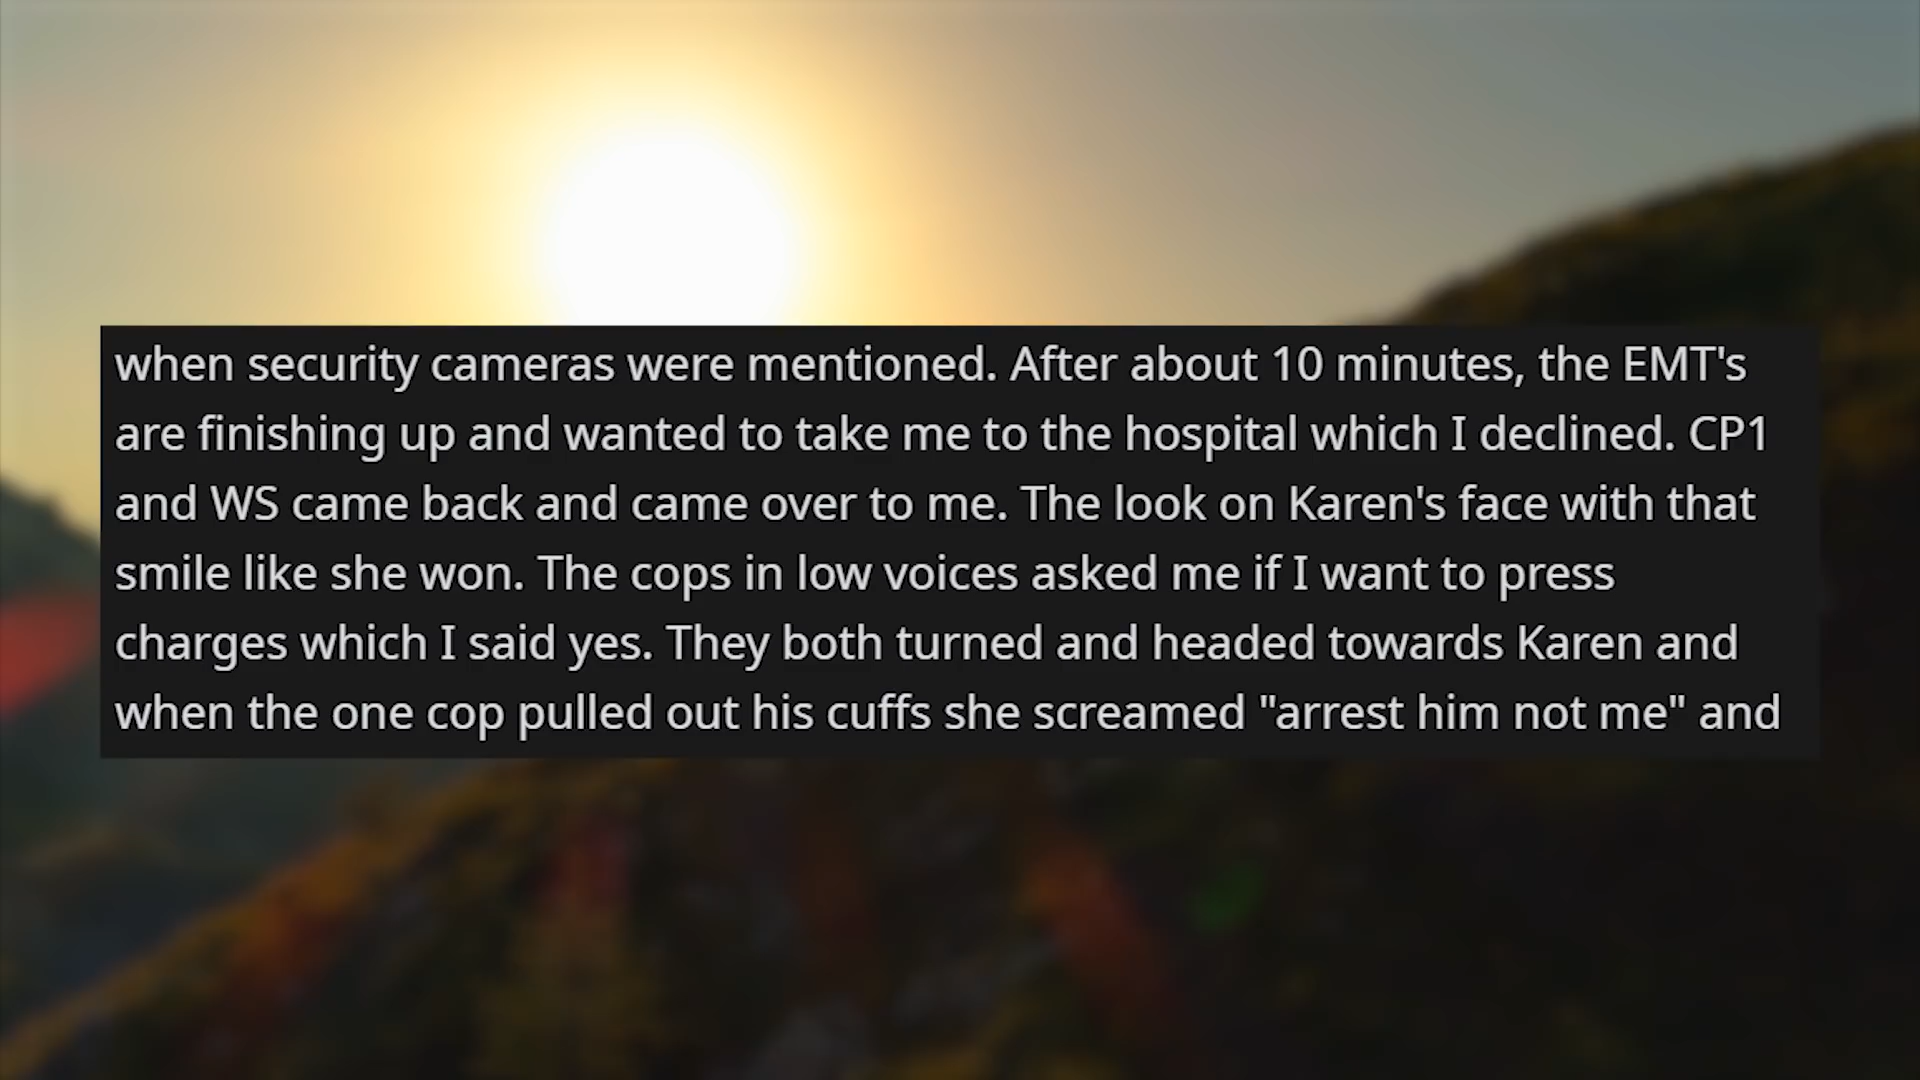 when security cameras were mentioned. After about 10 minutes, the EMT's
are finishing up and wanted to take me to the hospital which I declined. CP1
and WS came back and came over to me. The look on Karen's face with that
smile like she won. The cops in low voices asked me if I want to press
charges which I said yes. They both turned and headed towards Karen and
when the one cop pulled out his cuffs she screamed "arrest him not me" and